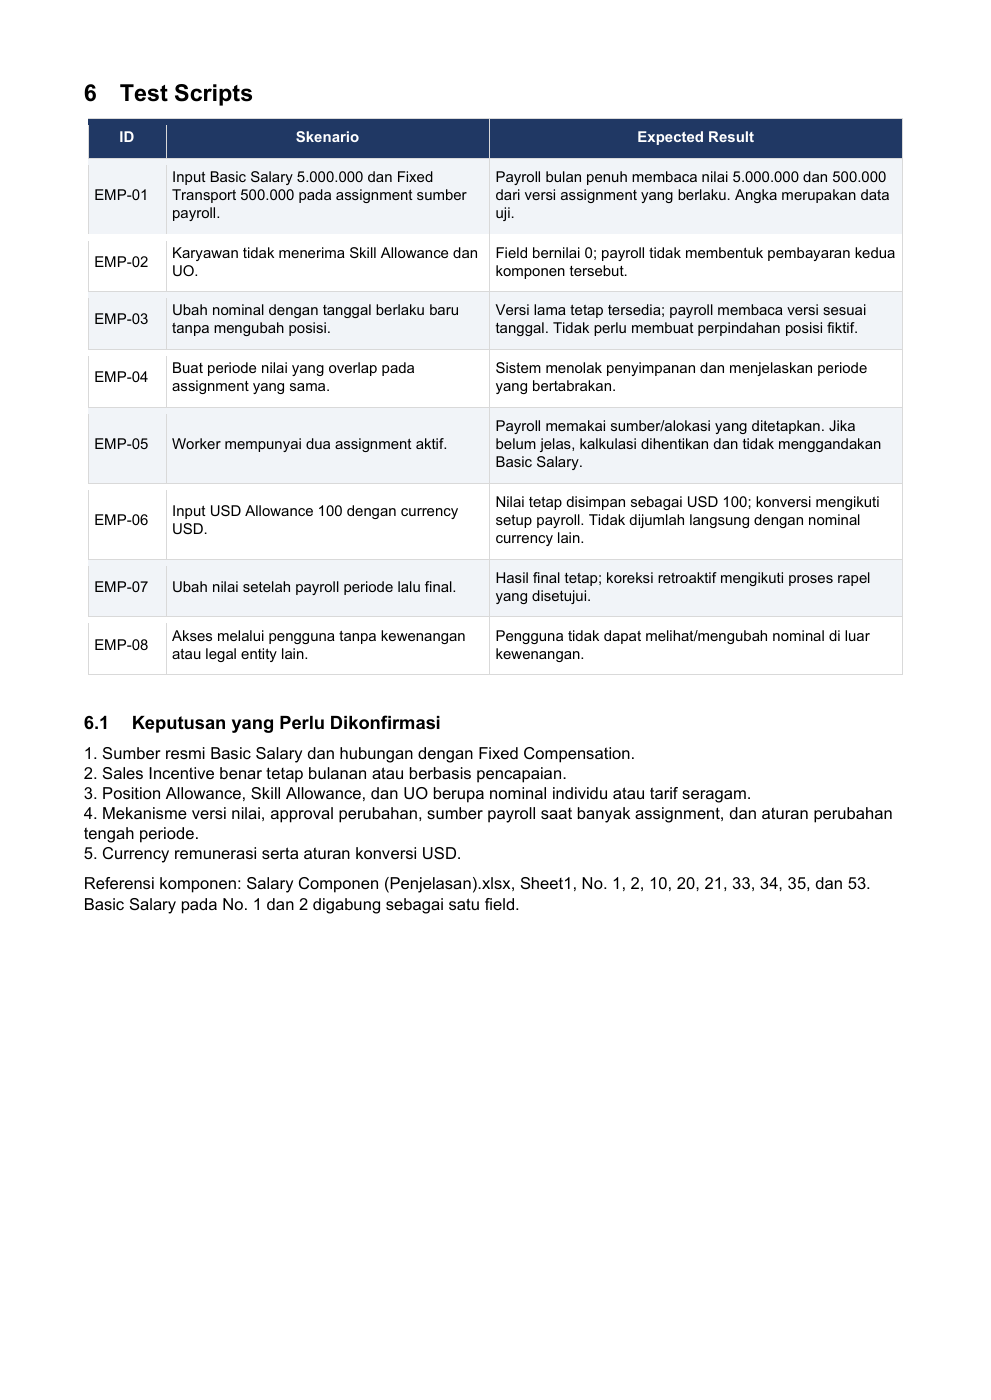 6 Test Scripts
ID Skenario Expected Result
EMP-01
Input Basic Salary 5.000.000 dan Fixed
Transport 500.000 pada assignment sumber
payroll.
Payroll bulan penuh membaca nilai 5.000.000 dan 500.000
dari versi assignment yang berlaku. Angka merupakan data
uji.
EMP-02
Karyawan tidak menerima Skill Allowance dan
UO.
Field bernilai 0; payroll tidak membentuk pembayaran kedua
komponen tersebut.
EMP-03
Ubah nominal dengan tanggal berlaku baru
tanpa mengubah posisi.
Versi lama tetap tersedia; payroll membaca versi sesuai
tanggal. Tidak perlu membuat perpindahan posisi fiktif.
EMP-04
Buat periode nilai yang overlap pada
assignment yang sama.
Sistem menolak penyimpanan dan menjelaskan periode
yang bertabrakan.
EMP-05
Worker mempunyai dua assignment aktif.
Payroll memakai sumber/alokasi yang ditetapkan. Jika
belum jelas, kalkulasi dihentikan dan tidak menggandakan
Basic Salary.
EMP-06
Input USD Allowance 100 dengan currency
USD.
Nilai tetap disimpan sebagai USD 100; konversi mengikuti
setup payroll. Tidak dijumlah langsung dengan nominal
currency lain.
EMP-07
Ubah nilai setelah payroll periode lalu final.
Hasil final tetap; koreksi retroaktif mengikuti proses rapel
yang disetujui.
EMP-08
Akses melalui pengguna tanpa kewenangan
atau legal entity lain.
Pengguna tidak dapat melihat/mengubah nominal di luar
kewenangan.
6.1 Keputusan yang Perlu Dikonfirmasi
1. Sumber resmi Basic Salary dan hubungan dengan Fixed Compensation.
2. Sales Incentive benar tetap bulanan atau berbasis pencapaian.
3. Position Allowance, Skill Allowance, dan UO berupa nominal individu atau tarif seragam.
4. Mekanisme versi nilai, approval perubahan, sumber payroll saat banyak assignment, dan aturan perubahan
tengah periode.
5. Currency remunerasi serta aturan konversi USD.
Referensi komponen: Salary Componen (Penjelasan).xlsx, Sheet1, No. 1, 2, 10, 20, 21, 33, 34, 35, dan 53.
Basic Salary pada No. 1 dan 2 digabung sebagai satu field.